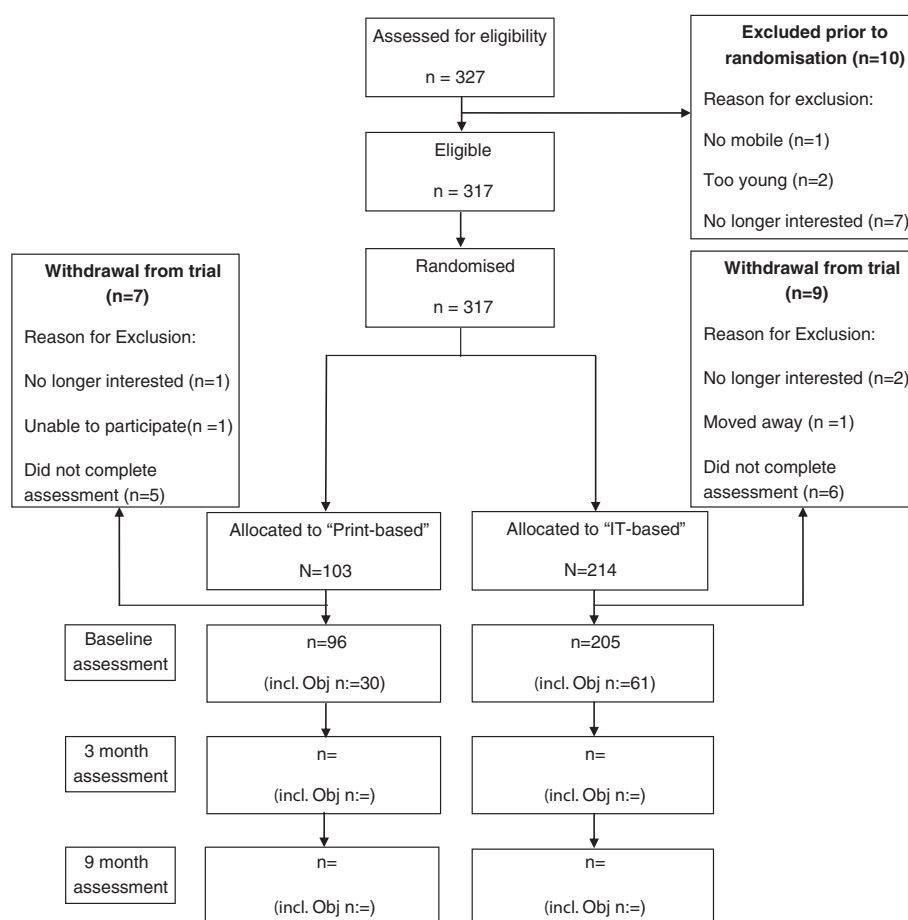 Assessed for eligibility
n = 327
Excluded prior to
randomisation (n=10)
Reason for exclusion:
No mobile (n=1)
Too young (n=2)
No longer interested (n=7)
Eligible
n = 317
Randomised
n = 317
Withdrawal from trial
(n=7)
Reason for Exclusion:
No longer interested (n=1)
Unable to participate(n =1)
Did not complete
assessment (n=5)
Withdrawal from trial
(n=9)
Reason for Exclusion:
No longer interested (n=2)
Moved away (n =1)
Did not complete
assessment (n=6)
Allocated to “Print-based”
N=103
Allocated to “IT-based”
N=214
Baseline
assessment
n=96
(incl. Obj n:=30)
n=205
(incl. Obj n:=61)
3 month
assessment
n=
(incl. Obj n:=)
n=
(incl. Obj n:=)
9 month
assessment
n=
(incl. Obj n:=)
n=
(incl. Obj n:=)